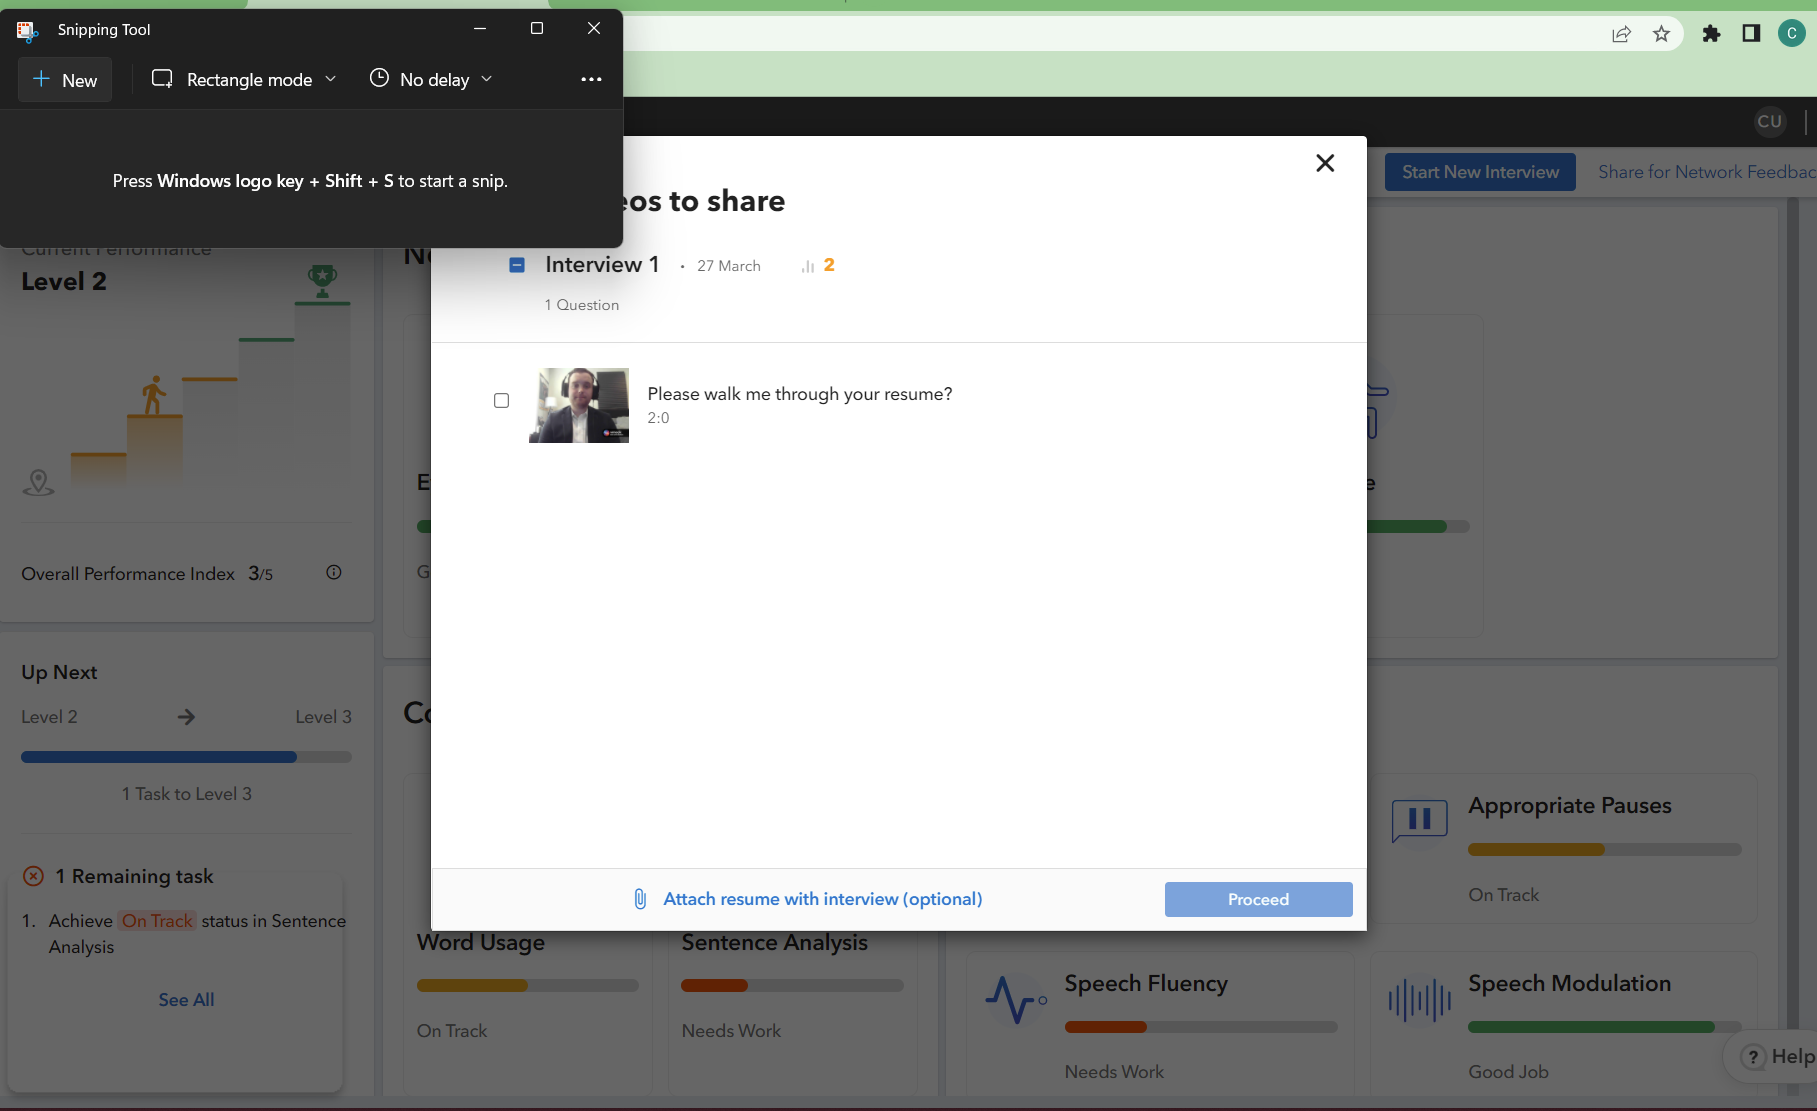 Snipping Tool
New
Rectangle mode
No delay
Press Windows logo key + Shift + S to start a snip.
C
CU
Start New Interview
Share for Network Feedbac
eos to share
Current Performance
Level 2
Overall Performance Index 3/5
Up Next
Level 2
Level 3
1 Task to Level 3
1 Remaining task
1. Achieve On Track status in Sentence
Analysis
See All
Interview 1 • 27 March 2
1 Question
Please walk me through your resume?
2:0
Attach resume with interview (optional)
Proceed
Word Usage
On Track
Sentence Analysis
Needs Work
Speech Fluency
Needs Work
Appropriate Pauses
On Track
Speech Modulation
Good Job
? Help